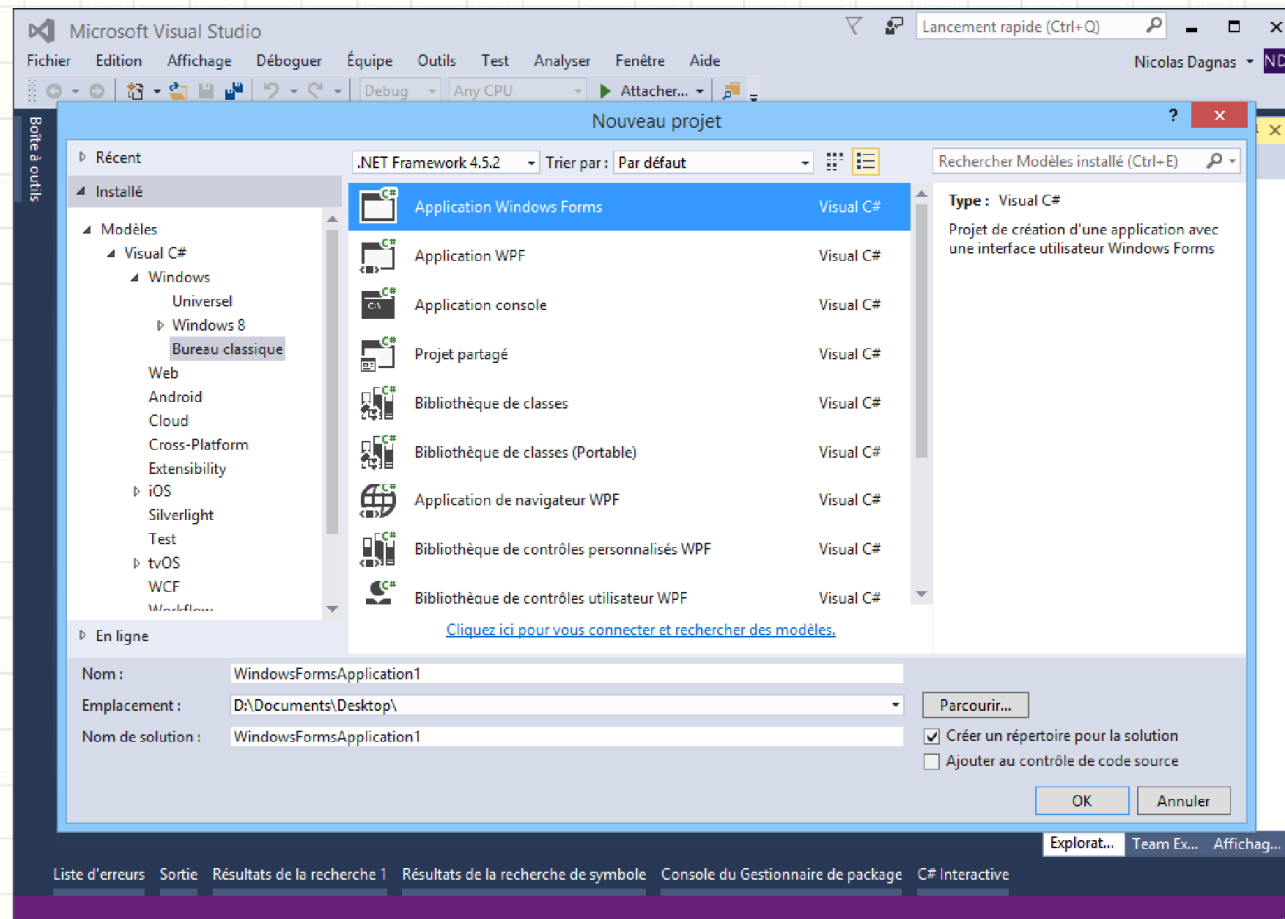 Microsoft Visual Studio
Lancement rapide (Ctrl+Q)
Fichier Edition Affichage Déboguer Équipe Outils Test Analyser Fenêtre Aide
Nicolas Dagnas ND
Debug Any CPU Attacher...
Boîte à outils
Nouveau projet
? ×
Récent
Installé
Modèles
Visual C#
Windows
Universel
Windows 8
Bureau classique
Web
Android
Cloud
Cross-Platform
Extensibility
iOS
Silverlight
Test
tvOS
WCF
Workflow
En ligne
.NET Framework 4.5.2 Trier par : Par défaut
Rechercher Modèles installé (Ctrl+E)
Application Windows Forms Visual C#
Application WPF Visual C#
Application console Visual C#
Projet partagé Visual C#
Bibliothèque de classes Visual C#
Bibliothèque de classes (Portable) Visual C#
Application de navigateur WPF Visual C#
Bibliothèque de contrôles personnalisés WPF Visual C#
Bibliothèque de contrôles utilisateur WPF Visual C#
Cliquez ici pour vous connecter et rechercher des modèles.
Type : Visual C#
Projet de création d'une application avec
une interface utilisateur Windows Forms
Nom : WindowsFormsApplication1
Emplacement : D:\Documents\Desktop\
Parcourir...
Nom de solution : WindowsFormsApplication1
Créer un répertoire pour la solution
Ajouter au contrôle de code source
OK Annuler
Explorat... Team Ex... Affichag...
Liste d'erreurs Sortie Résultats de la recherche 1 Résultats de la recherche de symbole Console du Gestionnaire de package C# Interactive